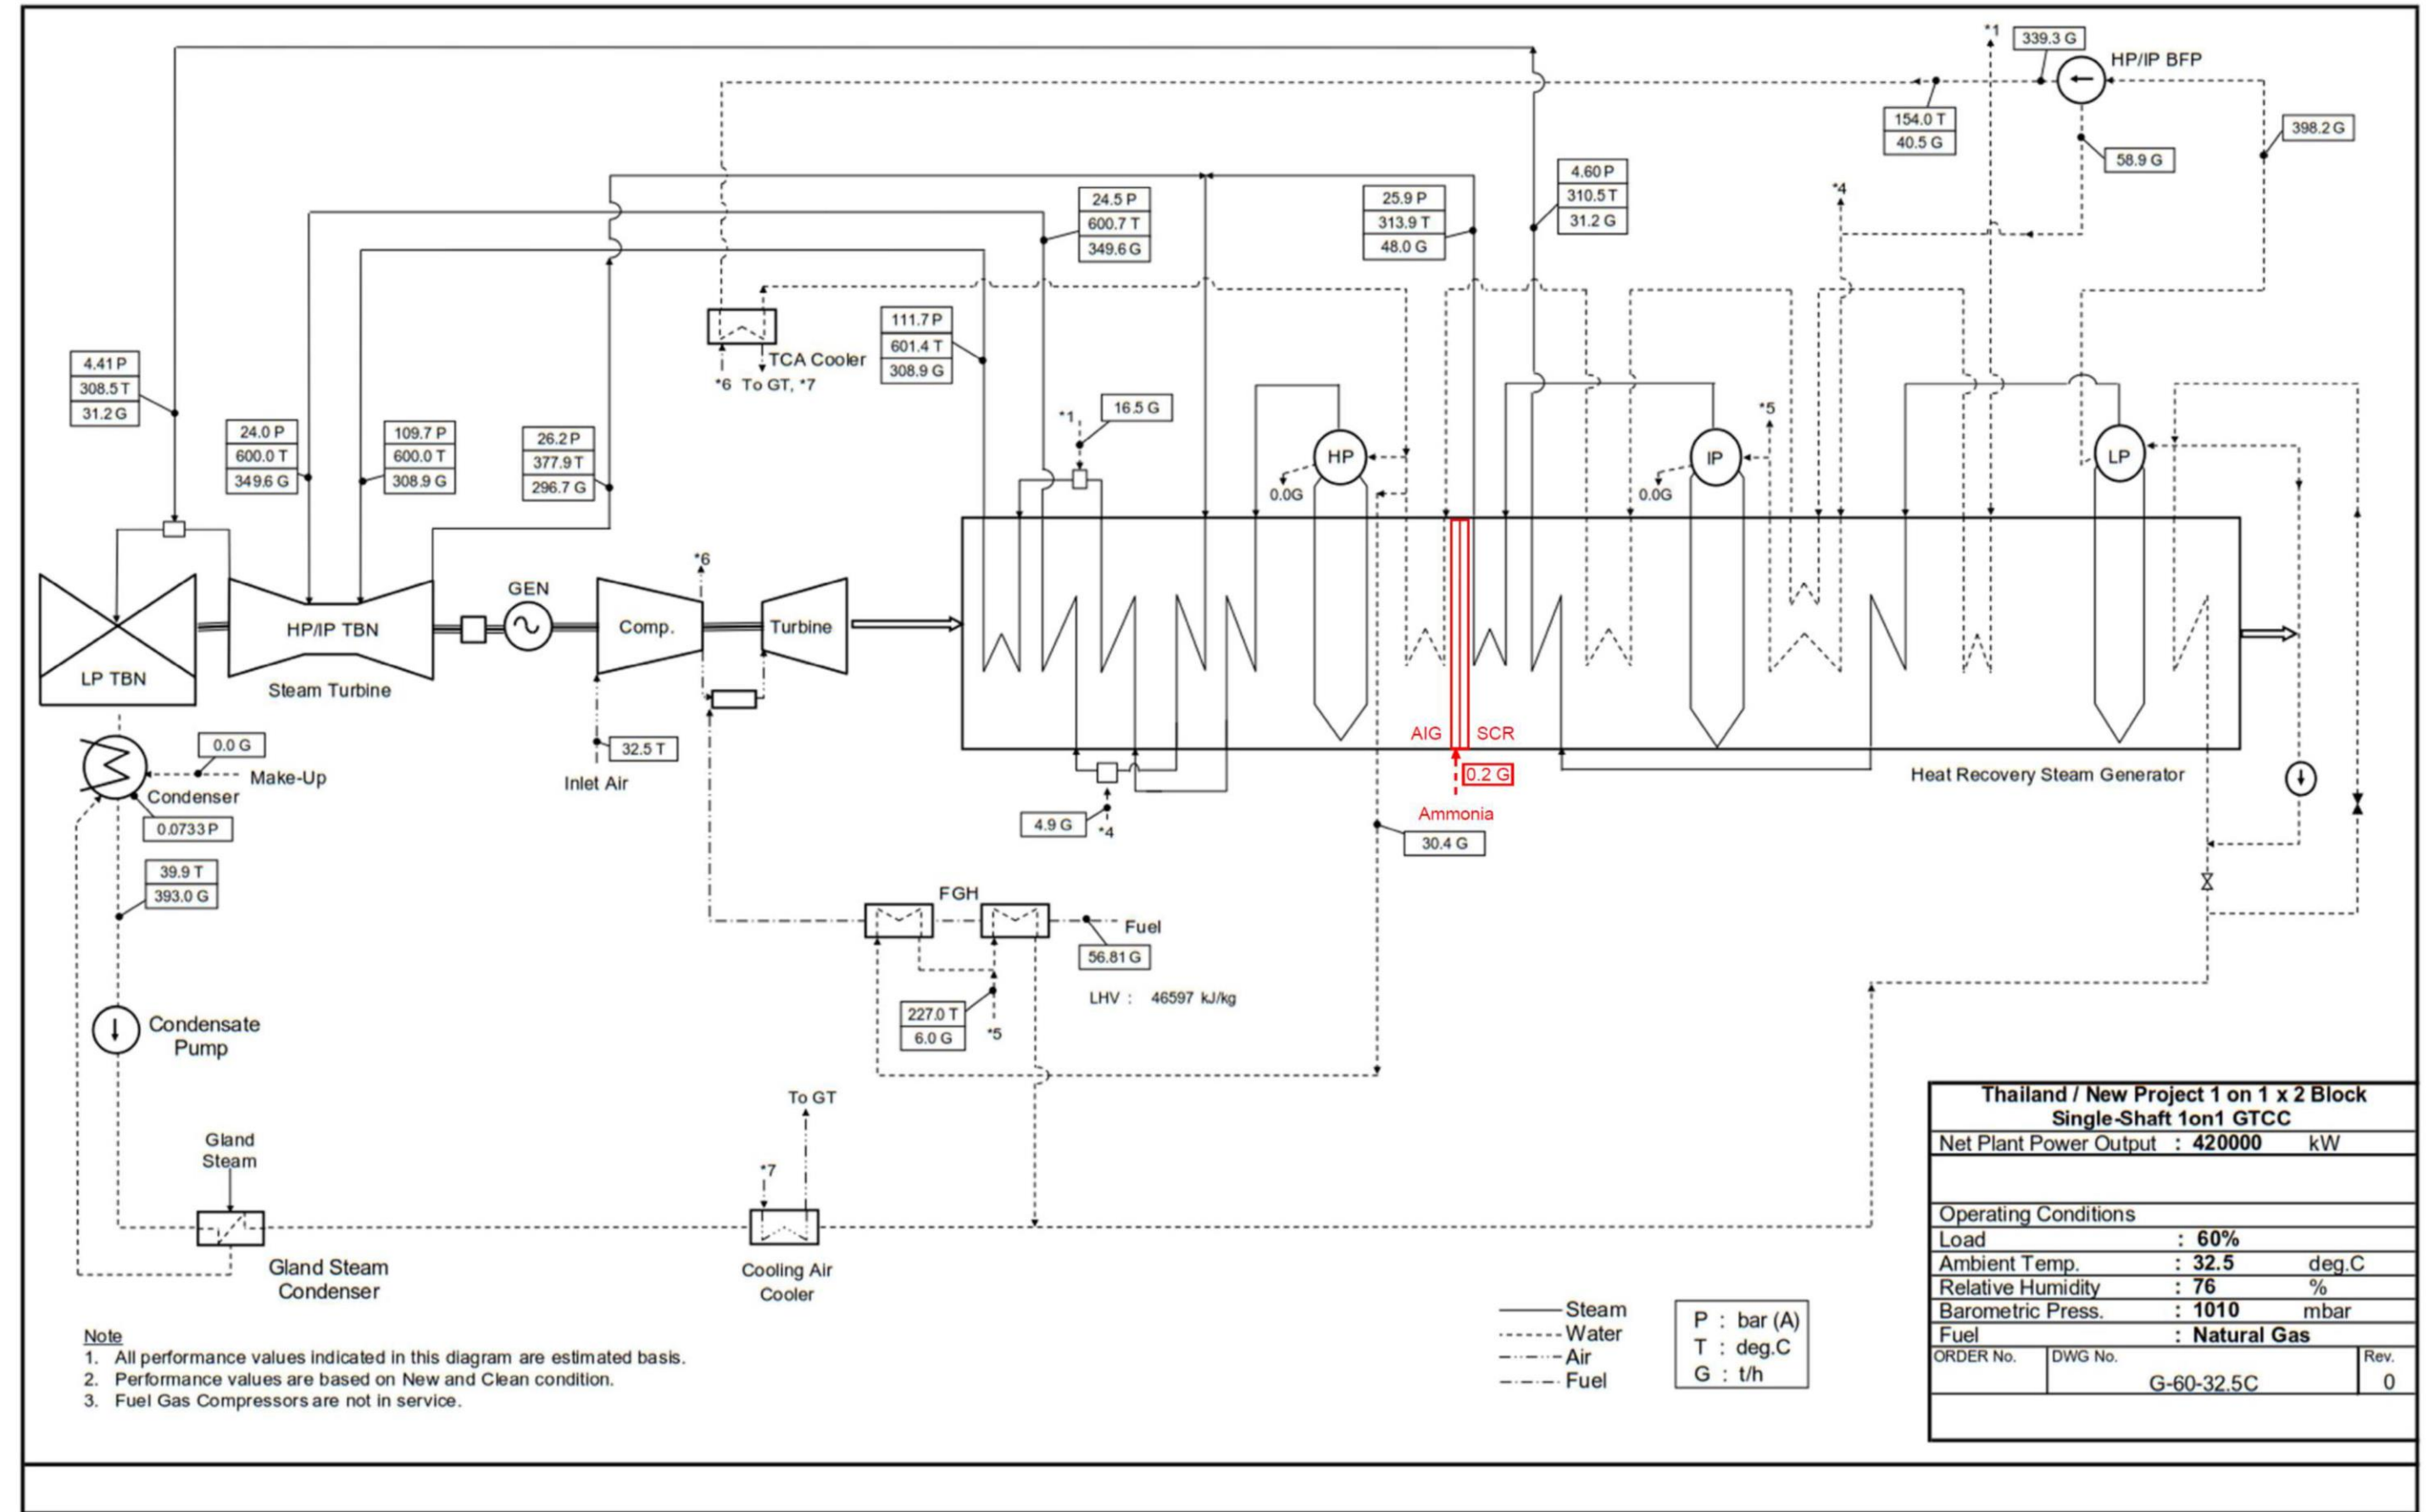 *1
339.3 G
HP/IP BFP
154.0 T
40.5 G
398.2 G
58.9 G
4.60 P
310.5 T
31.2 G
*4
24.5 P
600.7 T
349.6 G
25.9 P
313.9 T
48.0 G
111.7 P
601.4 T
308.9 G
TCA Cooler
*6 To GT, *7
4.41 P
308.5 T
31.2 G
24.0 P
600.0 T
349.6 G
109.7 P
600.0 T
308.9 G
26.2 P
377.9 T
296.7 G
*1
16.5 G
*5
HP
0.0G
IP
0.0G
LP
*6
GEN
LP TBN
HP/IP TBN
Steam Turbine
Comp.
Turbine
32.5 T
Inlet Air
0.0 G
Make-Up
Condenser
0.0733 P
39.9 T
393.0 G
AIG
SCR
0.2 G
Ammonia
Heat Recovery Steam Generator
4.9 G
*4
30.4 G
FGH
Fuel
56.81 G
LHV : 46597 kJ/kg
227.0 T
6.0 G
*5
Condensate
Pump
Gland
Steam
Gland Steam
Condenser
To GT
*7
Cooling Air
Cooler
Note
1. All performance values indicated in this diagram are estimated basis.
2. Performance values are based on New and Clean condition.
3. Fuel Gas Compressors are not in service.
Steam
Water
Air
Fuel
P : bar (A)
T : deg.C
G : t/h
Thailand / New Project 1 on 1 x 2 Block
Single-Shaft 1on1 GTCC
Net Plant Power Output : 420000 kW
Operating Conditions
Load : 60%
Ambient Temp. : 32.5 deg.C
Relative Humidity : 76 %
Barometric Press. : 1010 mbar
Fuel : Natural Gas
ORDER No.
DWG No.
G-60-32.5C
Rev.
0